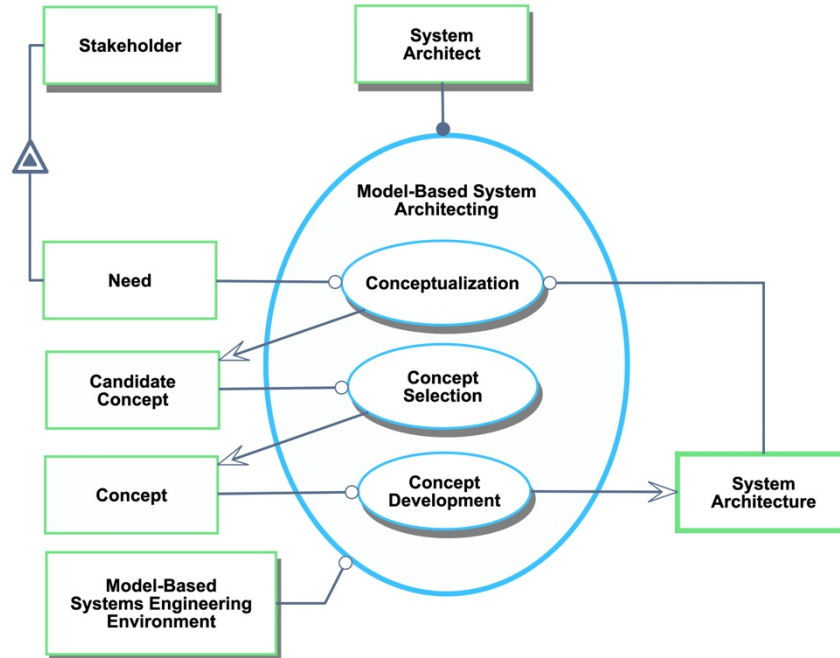 Stakeholder
System
Architect
Model-Based System
Architecting
Need
Conceptualization
Candidate
Concept
Concept
Selection
Concept
Concept
Development
System
Architecture
Model-Based
Systems Engineering
Environment